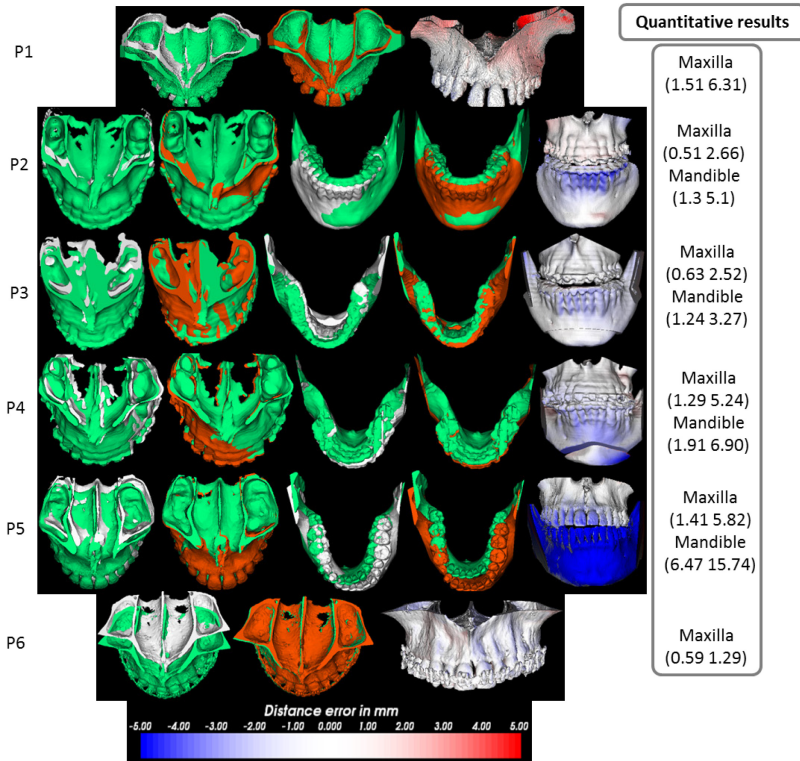 Quantitative results
P1
Maxilla
(1.51 6.31)
P2
Maxilla
(0.51 2.66)
Mandible
(1.3 5.1)
P3
Maxilla
(0.63 2.52)
Mandible
(1.24 3.27)
P4
Maxilla
(1.29 5.24)
Mandible
(1.91 6.90)
P5
Maxilla
(1.41 5.82)
Mandible
(6.47 15.74)
P6
Maxilla
(0.59 1.29)
Distance error in mm
-5.00 -4.00 -3.00 -2.00 -1.00 0.000 1.00 2.00 3.00 4.00 5.00